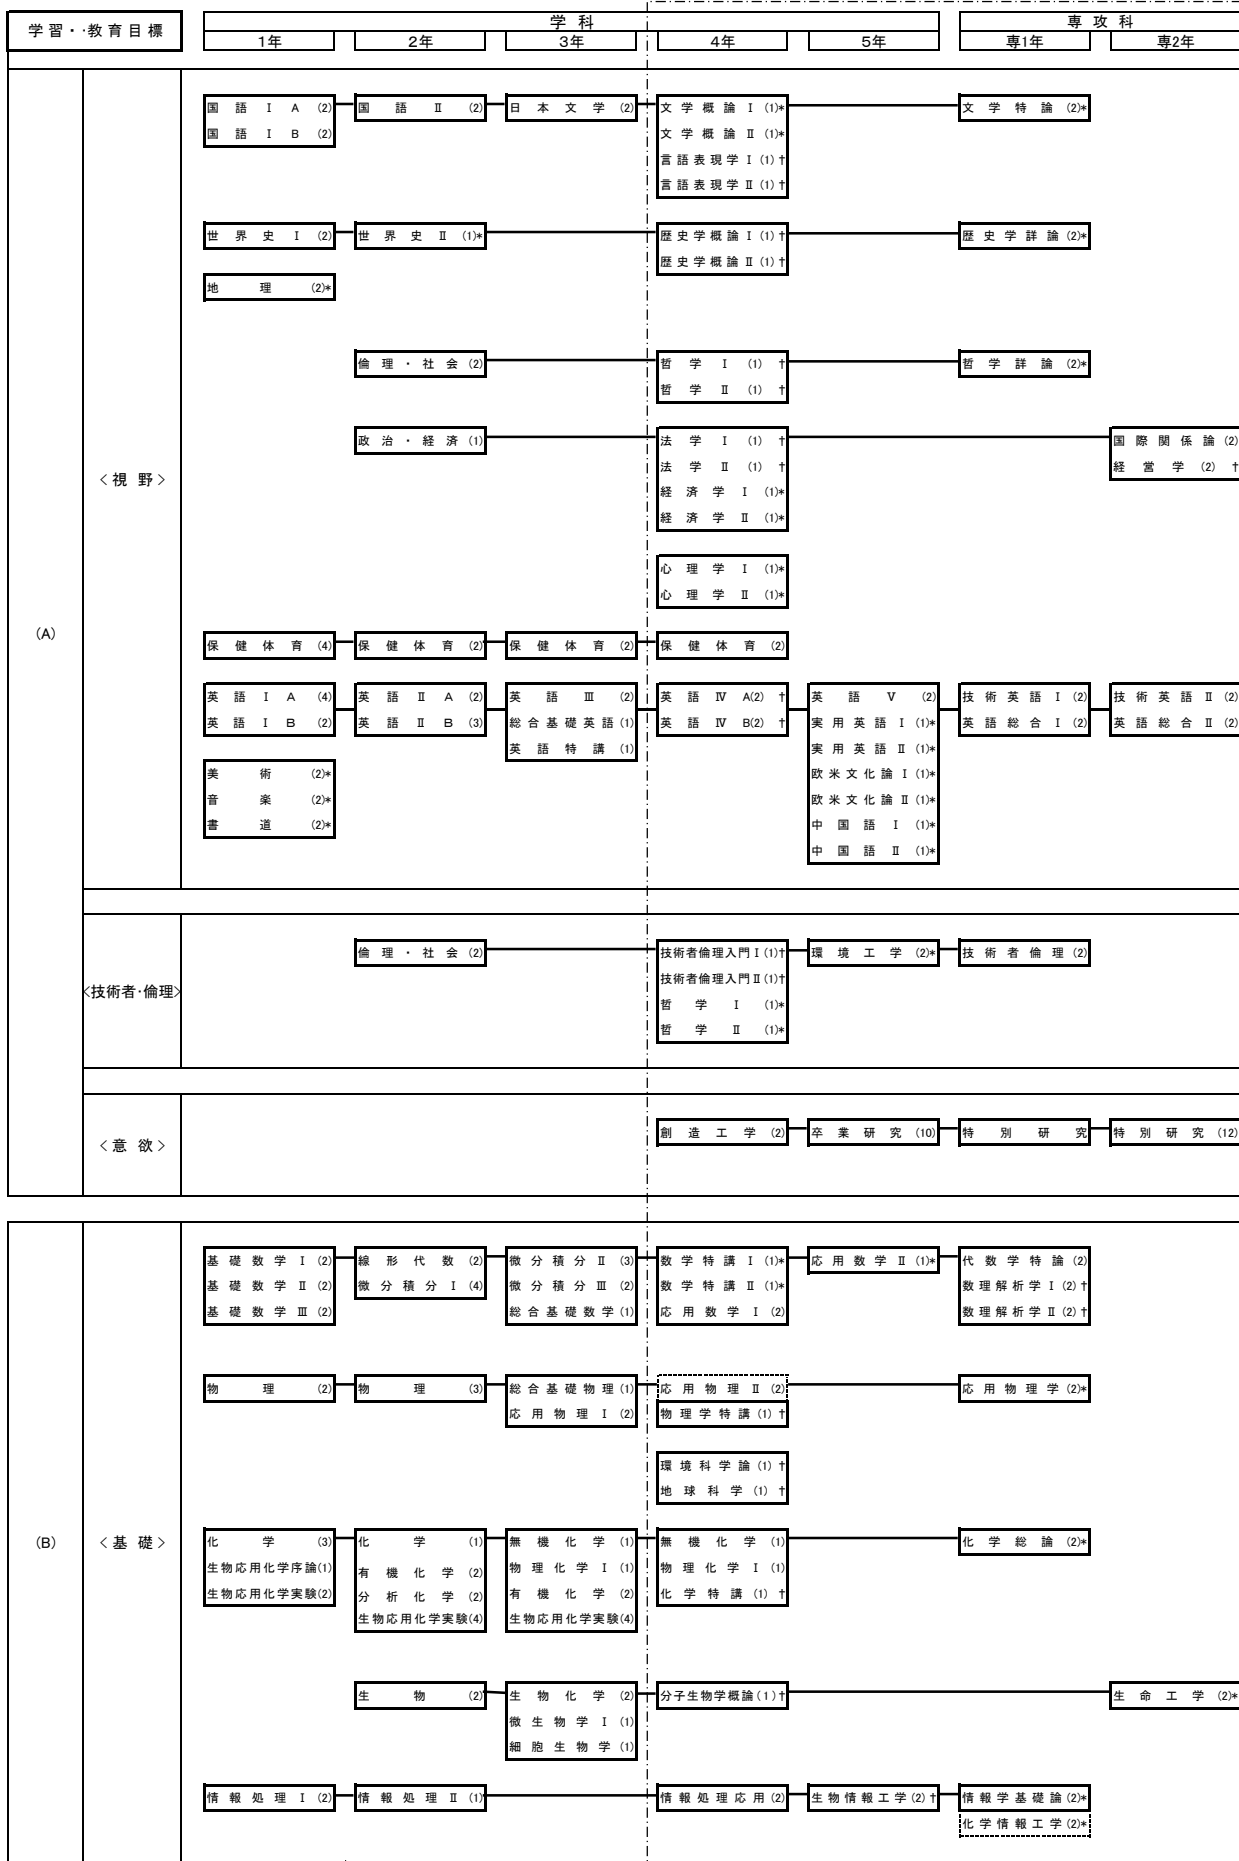 学習・・教育目標
学科
専攻科
1年 2年 3年 4年 5年 専1年 専2年
(A)
<視野>
国語ⅠA(2) 国語Ⅱ(2) 日本文学(2) 文学概論Ⅰ(1)* 文学特論(2)*
国語ⅠB(2) 文学概論Ⅱ(1)*
言語表現学Ⅰ(1)†
言語表現学Ⅱ(1)†
世界史Ⅰ(2) 世界史Ⅱ(1)* 歴史学概論Ⅰ(1)† 歴史学詳論(2)*
歴史学概論Ⅱ(1)†
地理(2)*
倫理・社会(2) 哲学Ⅰ(1)† 哲学詳論(2)*
哲学Ⅱ(1)†
政治・経済(1) 法学Ⅰ(1)† 国際関係論(2)
法学Ⅱ(1)† 経営学(2)†
経済学Ⅰ(1)*
経済学Ⅱ(1)*
心理学Ⅰ(1)*
心理学Ⅱ(1)*
保健体育(4) 保健体育(2) 保健体育(2) 保健体育(2)
英語ⅠA(4) 英語ⅡA(2) 英語Ⅲ(2) 英語ⅣA(2)† 英語Ⅴ(2) 技術英語Ⅰ(2) 技術英語Ⅱ(2)
英語ⅠB(2) 英語ⅡB(3) 総合基礎英語(1) 英語ⅣB(2)† 実用英語Ⅰ(1)* 英語総合Ⅰ(2) 英語総合Ⅱ(2)
英語特講(1) 実用英語Ⅱ(1)*
美術(2)* 欧米文化論Ⅰ(1)*
音楽(2)* 欧米文化論Ⅱ(1)*
書道(2)* 中国語Ⅰ(1)*
中国語Ⅱ(1)*
<技術者・倫理>
倫理・社会(2) 技術者倫理入門Ⅰ(1)† 環境工学(2)* 技術者倫理(2)
技術者倫理入門Ⅱ(1)†
哲学Ⅰ(1)*
哲学Ⅱ(1)*
<意欲>
創造工学(2) 卒業研究(10) 特別研究 特別研究(12)
(B)
<基礎>
基礎数学Ⅰ(2) 線形代数(2) 微分積分Ⅱ(3) 数学特講Ⅰ(1)* 応用数学Ⅱ(1)* 代数学特論(2)
基礎数学Ⅱ(2) 微分積分Ⅰ(4) 微分積分Ⅲ(2) 数学特講Ⅱ(1)* 数理解析学Ⅰ(2)†
基礎数学Ⅲ(2) 総合基礎数学(1) 応用数学Ⅰ(2) 数理解析学Ⅱ(2)†
物理(2) 物理(3) 総合基礎物理(1) 応用物理Ⅱ(2) 応用物理学(2)*
応用物理Ⅰ(2) 物理学特講(1)†
環境科学論(1)†
地球科学(1)†
化学(3) 化学(1) 無機化学(1) 無機化学(1) 化学総論(2)*
生物応用化学序論(1) 有機化学(2) 物理化学Ⅰ(1) 物理化学Ⅰ(1)
生物応用化学実験(2) 分析化学(2) 有機化学(2) 化学特講(1)†
生物応用化学実験(4) 生物応用化学実験(4)
生物(2) 生物化学(2) 分子生物学概論(1)† 生命工学(2)*
微生物学Ⅰ(1)
細胞生物学(1)
情報処理Ⅰ(2) 情報処理Ⅱ(1) 情報処理応用(2) 生物情報工学(2)† 情報学基礎論(2)*
化学情報工学(2)*